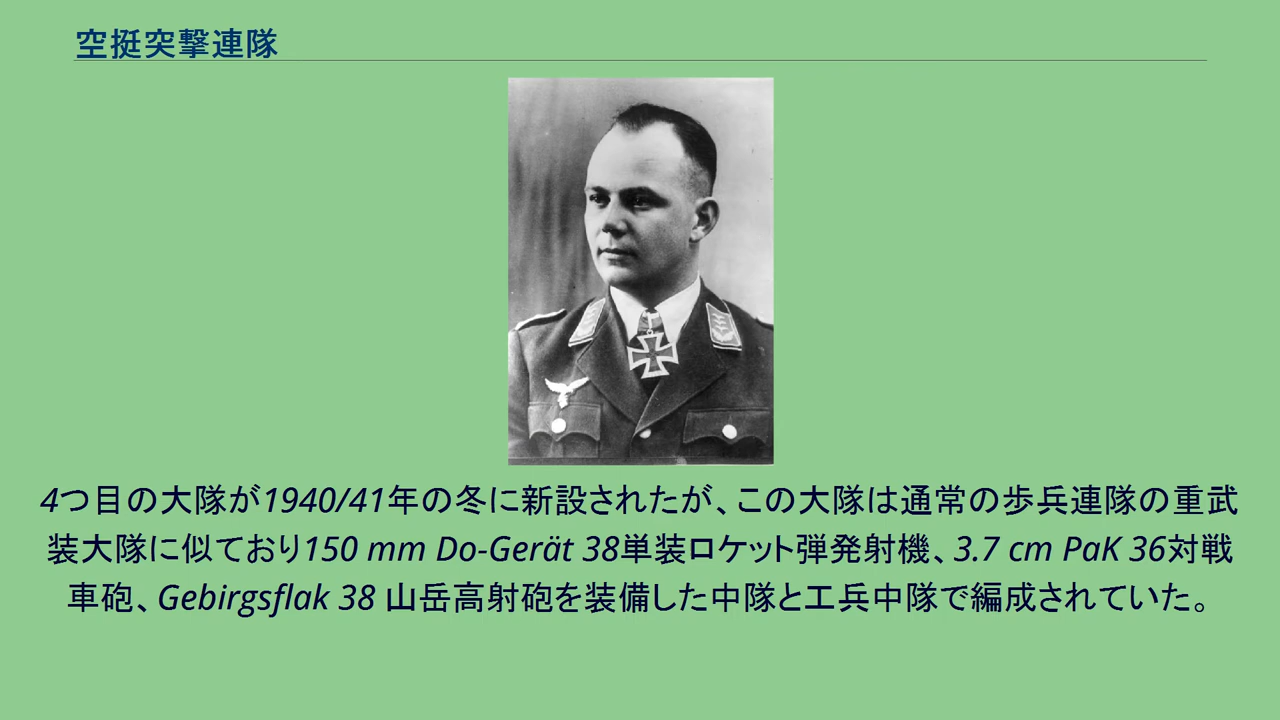 空挺突撃連隊
4つ目の大隊が1940/41年の冬に新設されたが、この大隊は通常の歩兵連隊の重武
装大隊に似ており150 mm Do-Gerät 38単装ロケット弾発射機、3.7 cm PaK 36対戦
車砲、Gebirgsflak 38 山岳高射砲を装備した中隊と工兵中隊で編成されていた。